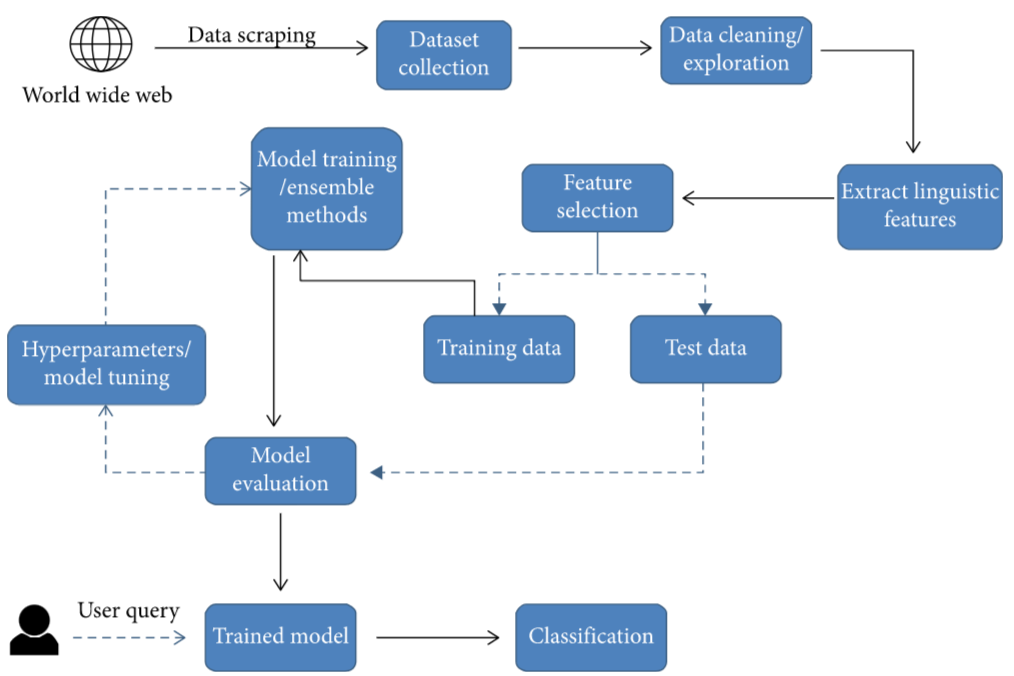 Data scraping
World wide web
Dataset
collection
Data cleaning/
exploration
Extract linguistic
features
Feature
selection
Model training
/ensemble
methods
Training data
Test data
Hyperparameters/
model tuning
Model
evaluation
User query
Trained model
Classification